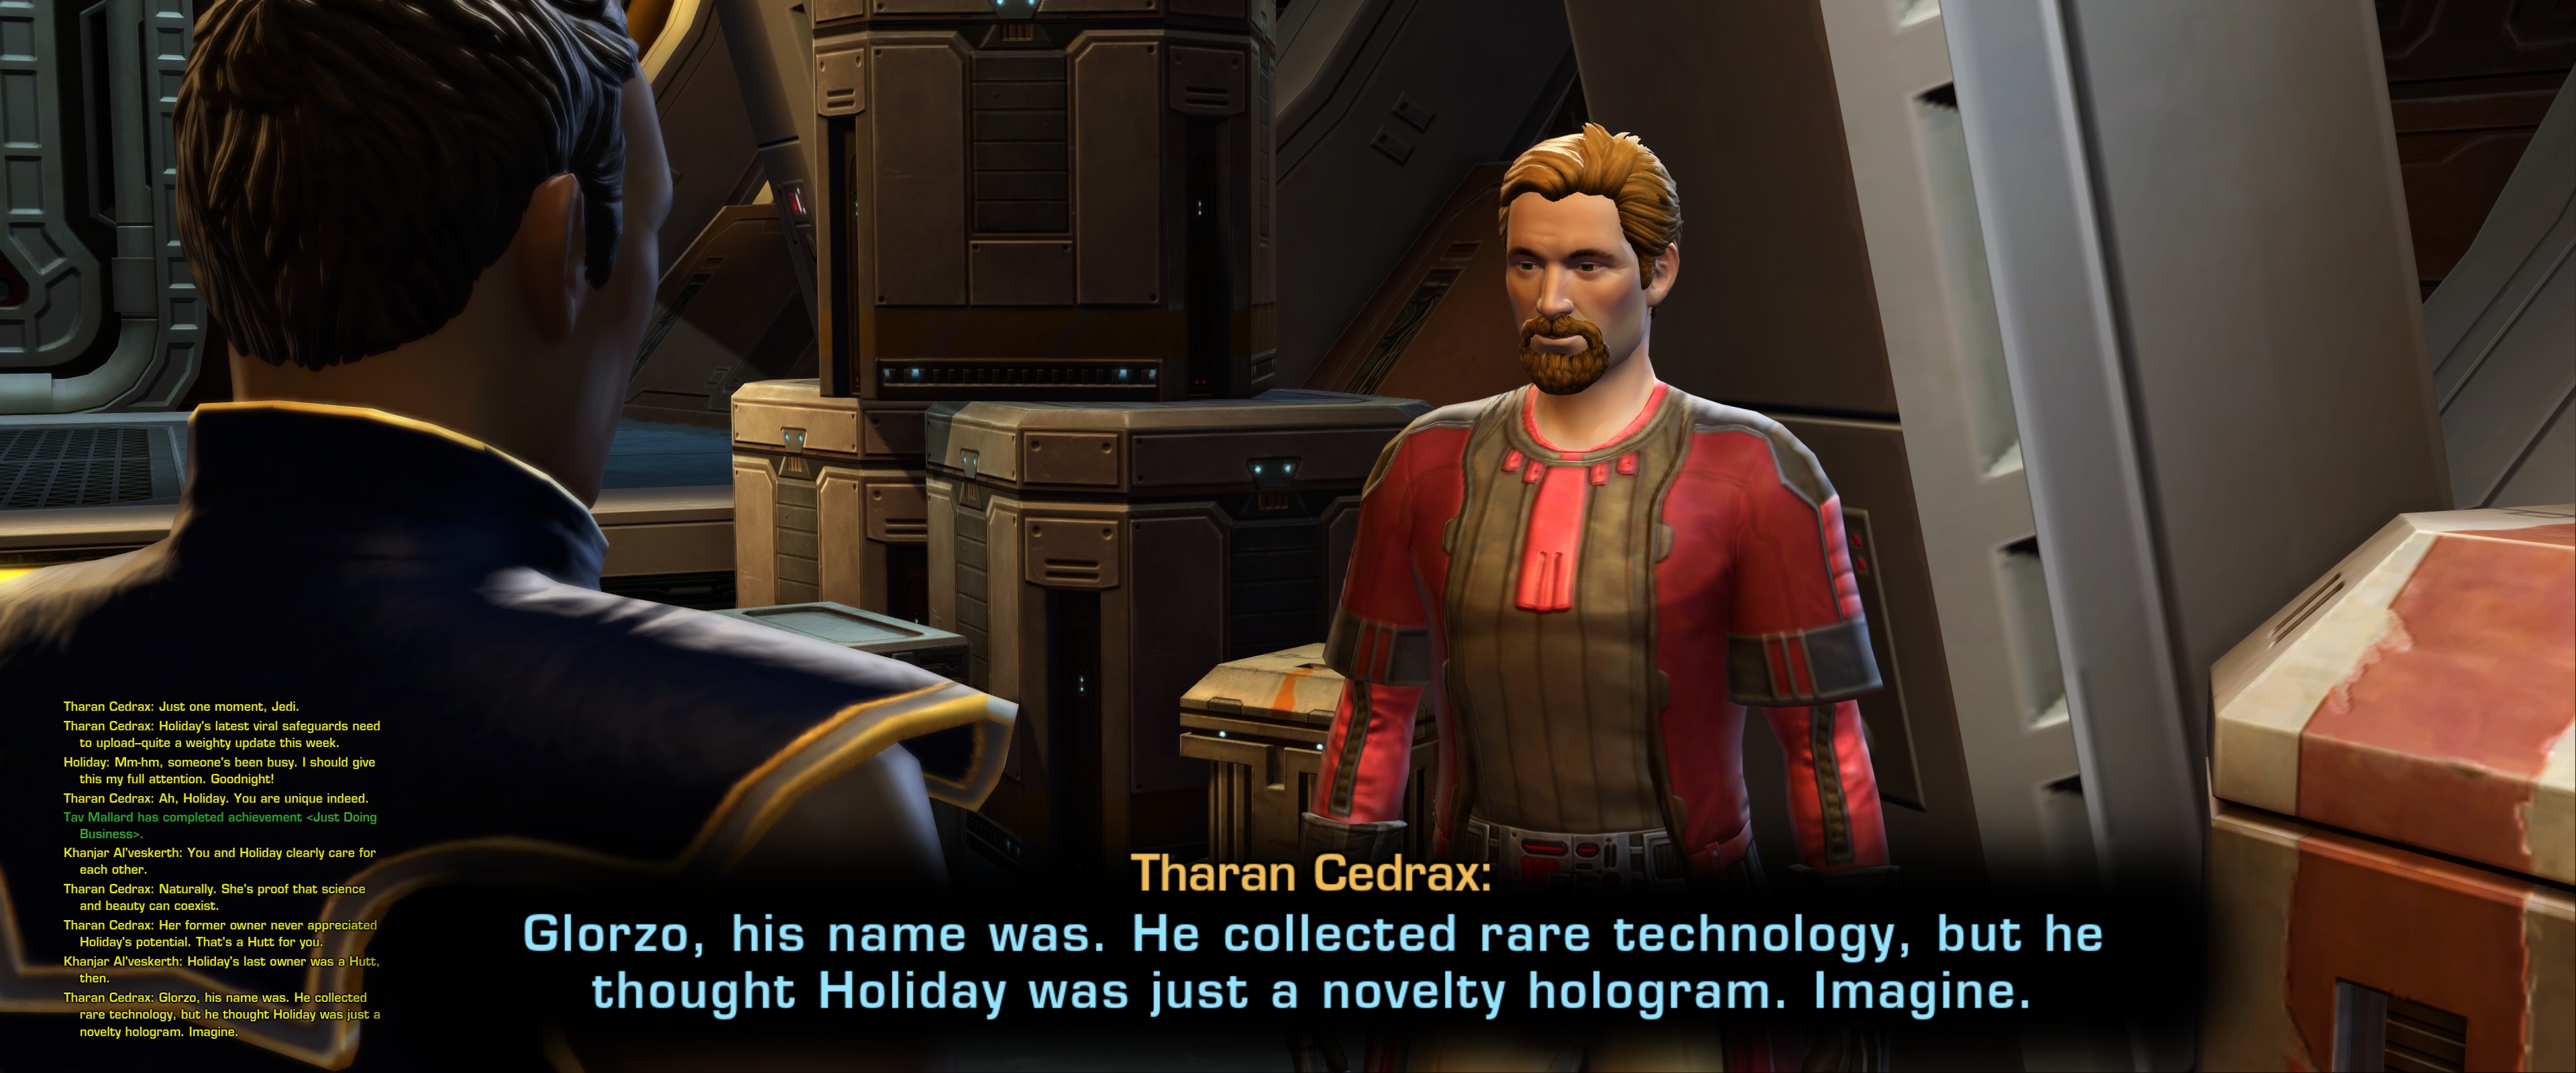 Tharan Cedrax: Just one moment, Jedi.
Tharan Cedrax: Holiday's latest viral safeguards need
to upload–quite a weighty update this week.
Holiday: Mm-hm, someone's been busy. I should give
this my full attention. Goodnight!
Tharan Cedrax: Ah, Holiday. You are unique indeed.
Tav Mallard has completed achievement <Just Doing
Business>.
Khanjar Al'veskerth: You and Holiday clearly care for
each other.
Tharan Cedrax: Naturally. She's proof that science
and beauty can coexist.
Tharan Cedrax: Her former owner never appreciated
Holiday's potential. That's a Hutt for you.
Khanjar Al'veskerth: Holiday's last owner was a Hutt,
then.
Tharan Cedrax: Glorzo, his name was. He collected
rare technology, but he thought Holiday was just a
novelty hologram. Imagine.
Tharan Cedrax:
Glorzo, his name was. He collected rare technology, but he
thought Holiday was just a novelty hologram. Imagine.